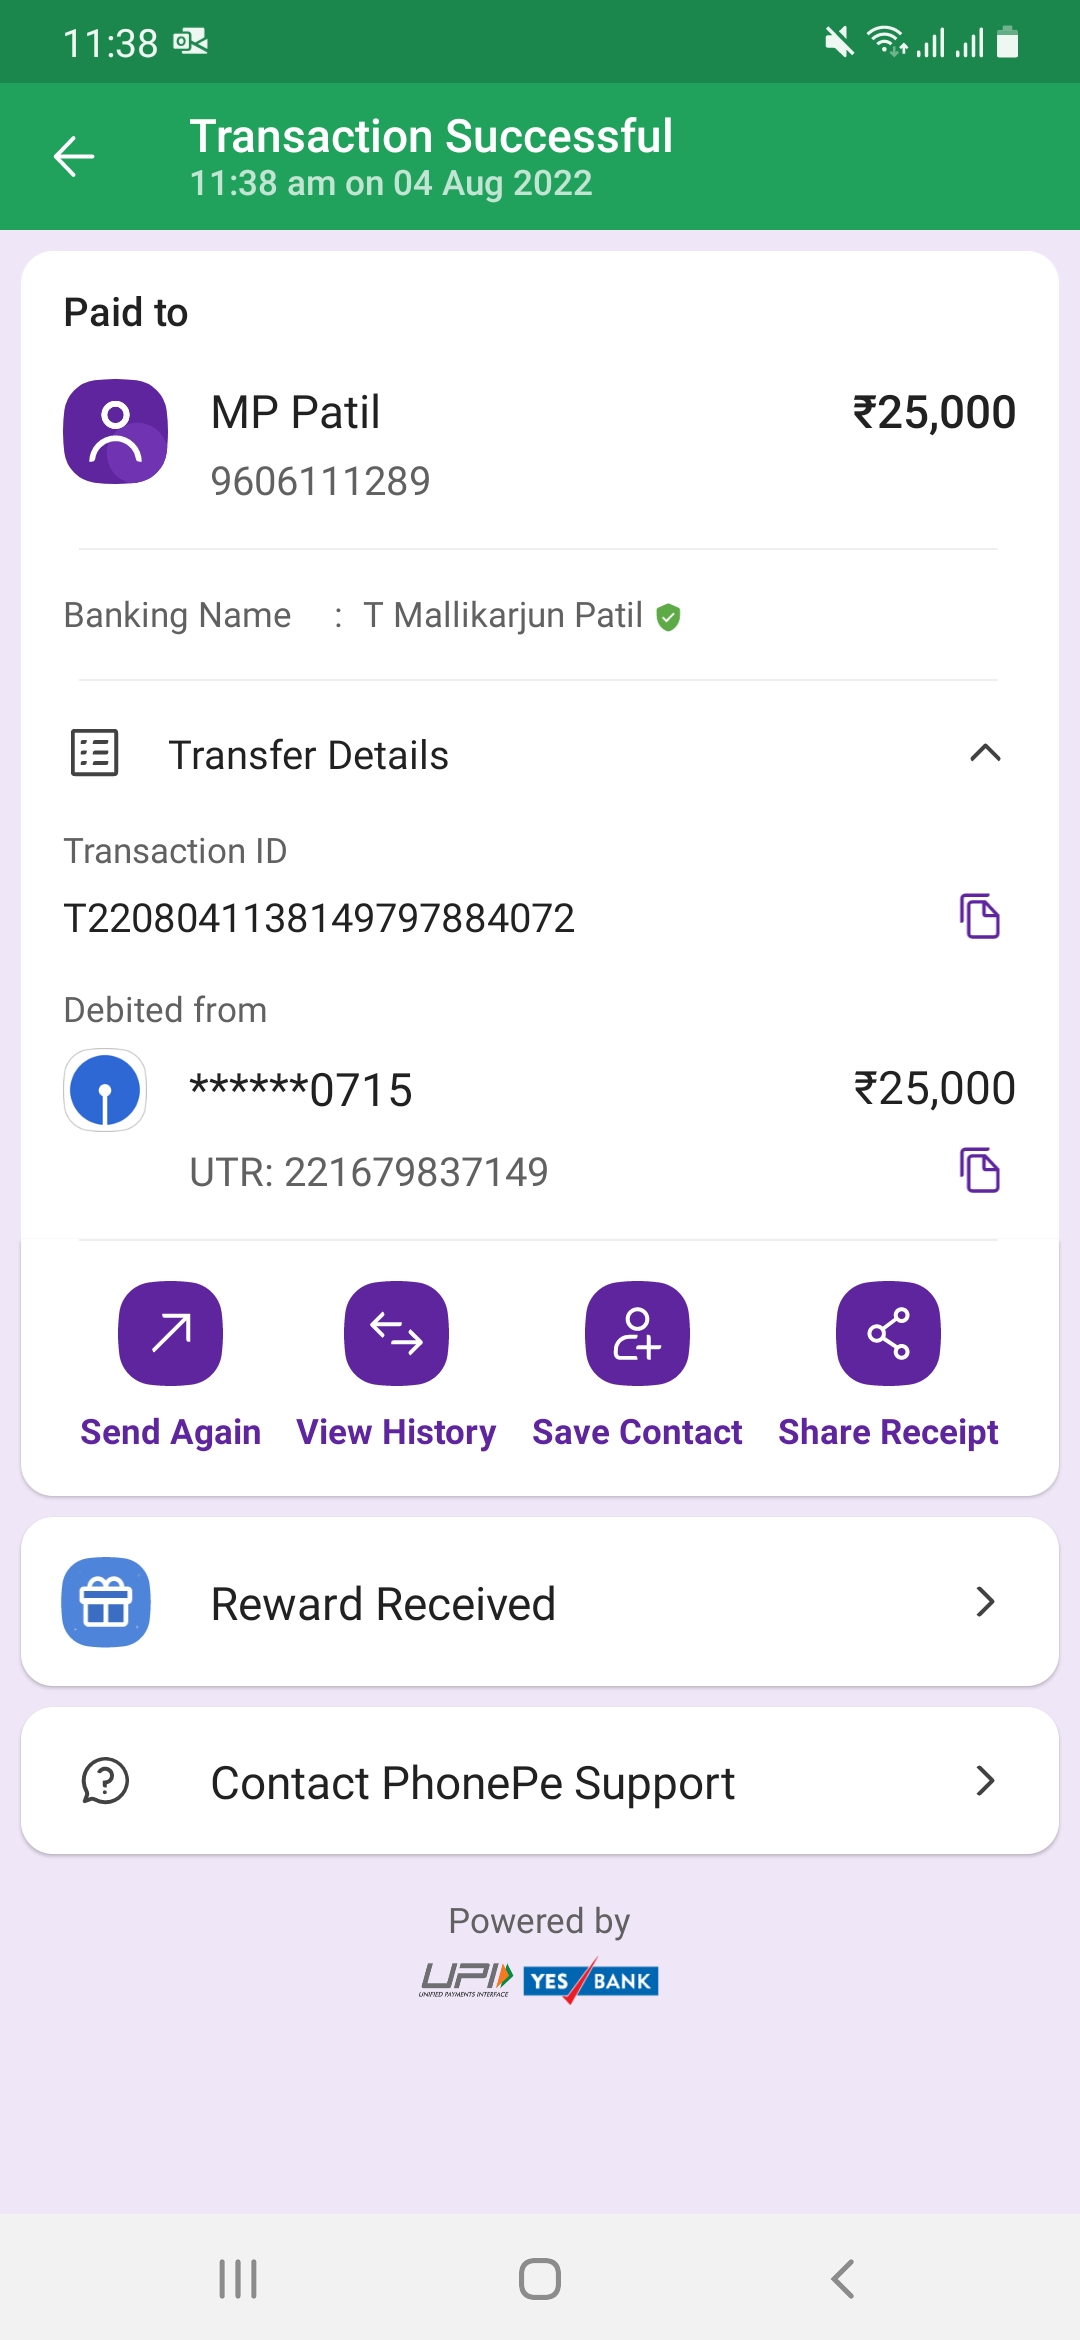 11:38
Transaction Successful
11:38 am on 04 Aug 2022
Paid to
MP Patil
₹25,000
9606111289
Banking Name : T Mallikarjun Patil
Transfer Details
Transaction ID
T2208041138149797884072
Debited from
******0715
₹25,000
UTR: 221679837149
Send Again
View History
Save Contact
Share Receipt
Reward Received
Contact PhonePe Support
Powered by
UPI YES BANK
UNIFIED PAYMENTS INTERFACE